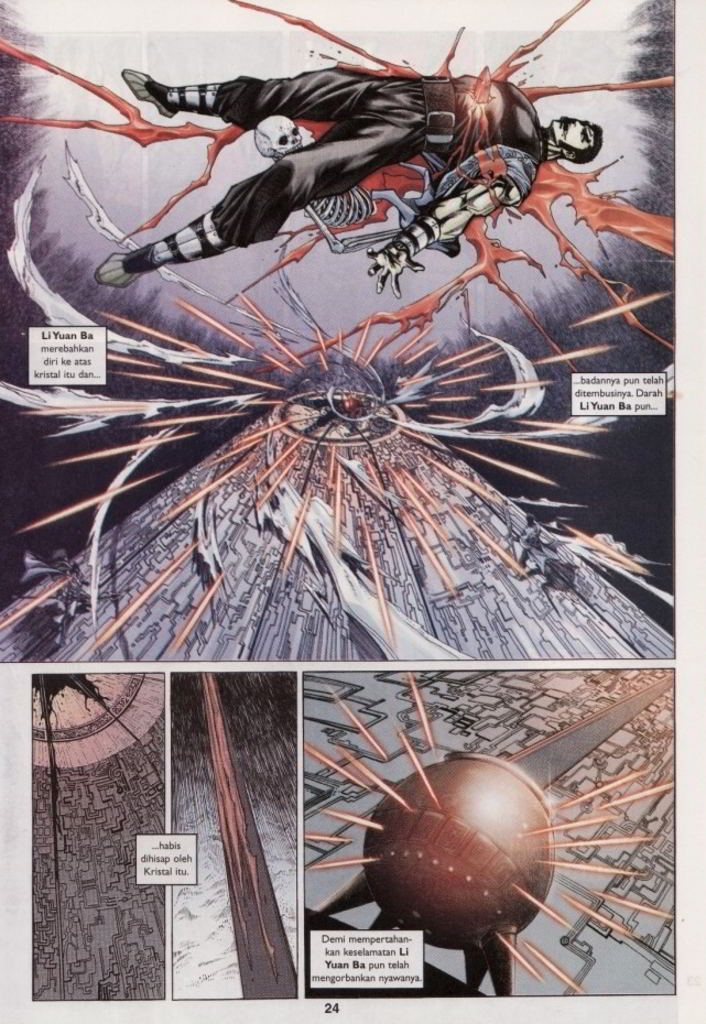 Li Yuan Ba
merebahkan
diri ke atas
kristal itu dan...
...badannya pun telah
ditembusinya. Darah
Li Yuan Ba pun...
...habis
dihisap oleh
Kristal itu.
Demi mempertahan-
kan keselamatan Li
Yuan Ba pun telah
mengorbankan nyawanya.
24